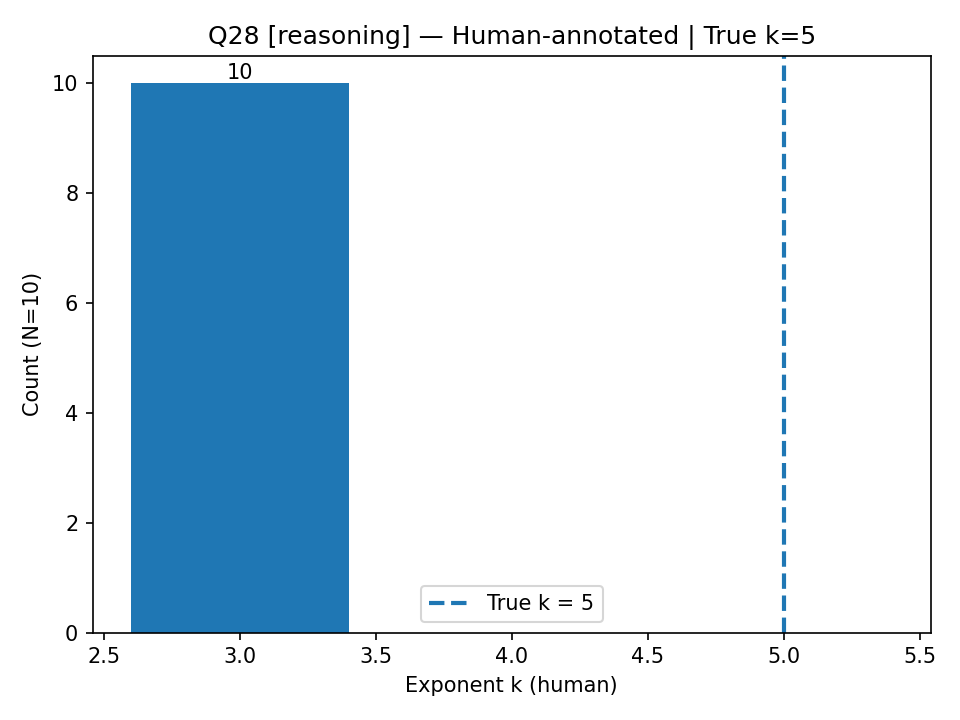 Q28 [reasoning] — Human-annotated | True k=5
10
10
8
6
4
2
0
Count (N=10)
True k = 5
2.5 3.0 3.5 4.0 4.5 5.0 5.5
Exponent k (human)